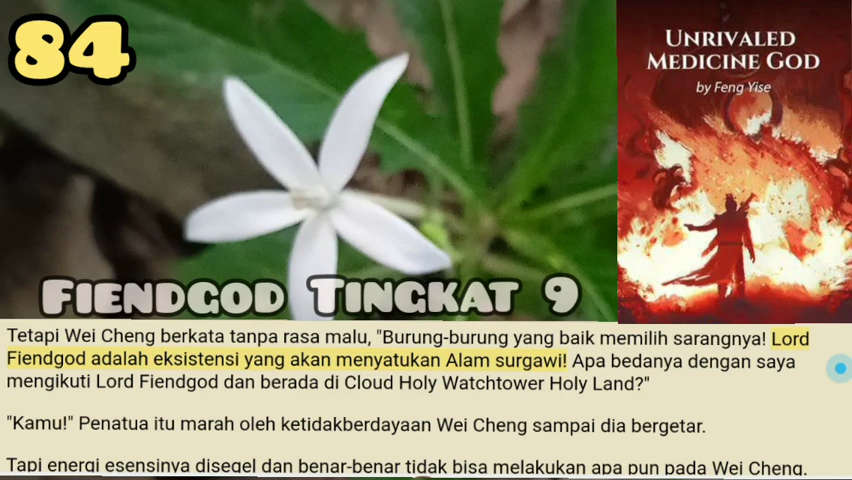 84
UNRIVALED
MEDICINE GOD
by Feng Yise
FIENDGOD TINGKAT 9
Tetapi Wei Cheng berkata tanpa rasa malu, "Burung-burung yang baik memilih sarangnya! Lord
Fiendgod adalah eksistensi yang akan menyatukan Alam surgawi! Apa bedanya dengan saya
mengikuti Lord Fiendgod dan berada di Cloud Holy Watchtower Holy Land?"
"Kamu!" Penatua itu marah oleh ketidakberdayaan Wei Cheng sampai dia bergetar.
Tapi energi esensinya disegel dan benar-benar tidak bisa melakukan apa pun pada Wei Cheng.